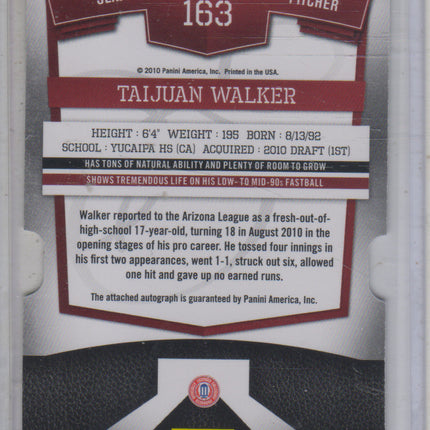 163
PITCHER
© 2010 Panini America, Inc. Printed in the USA.
TAIJUAN WALKER
HEIGHT: 6'4" WEIGHT: 195 BORN: 8/13/92
SCHOOL: YUCAIPA HS (CA) ACQUIRED: 2010 DRAFT (1ST)
HAS TONS OF NATURAL ABILITY AND PLENTY OF ROOM TO GROW
SHOWS TREMENDOUS LIFE ON HIS LOW- TO MID-90s FASTBALL
Walker reported to the Arizona League as a fresh-out-of-
high-school 17-year-old, turning 18 in August 2010 in the
opening stages of his pro career. He tossed four innings in
his first two appearances, went 1-1, struck out six, allowed
one hit and gave up no earned runs.
The attached autograph is guaranteed by Panini America, Inc.